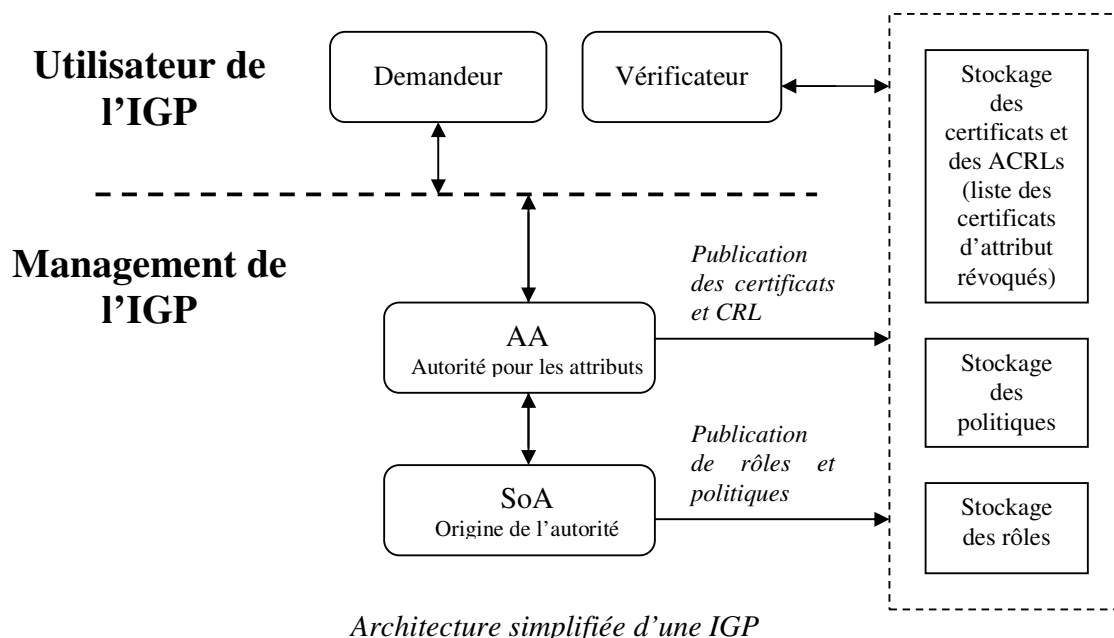 Utilisateur de
l'IGP
Demandeur
Vérificateur
Stockage
des
certificats et
des ACRLs
(liste des
certificats
d'attribut
révoqués)
Management de
l'IGP
Publication
des certificats
et CRL
AA
Autorité pour les attributs
Stockage
des
politiques
Publication
de rôles et
politiques
SoA
Origine de l'autorité
Stockage
des rôles
Architecture simplifiée d'une IGP